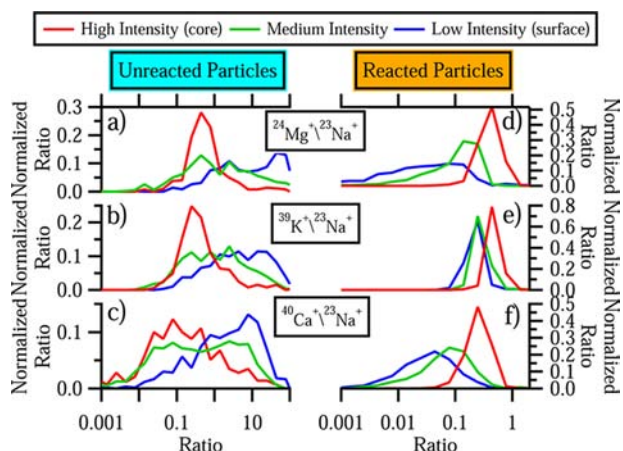 High Intensity (core) Medium Intensity Low Intensity (surface)
Unreacted Particles Reacted Particles
a) ²⁴Mg⁺\²³Na⁺ d)
0.3
0.2
0.1
0.0
0.5
0.4
0.3
0.2
0.1
0.0
Normalized
Ratio
Normalized
Ratio
b) ³⁹K⁺\²³Na⁺ e)
0.2
0.1
0.0
0.8
0.6
0.4
0.2
0.0
Normalized
Ratio
Normalized
Ratio
c) ⁴⁰Ca⁺\²³Na⁺ f)
0.1
0.0
0.5
0.4
0.3
0.2
0.1
0.0
Normalized
Ratio
Normalized
Ratio
0.001 0.1 10 0.001 0.01 0.1 1
Ratio Ratio